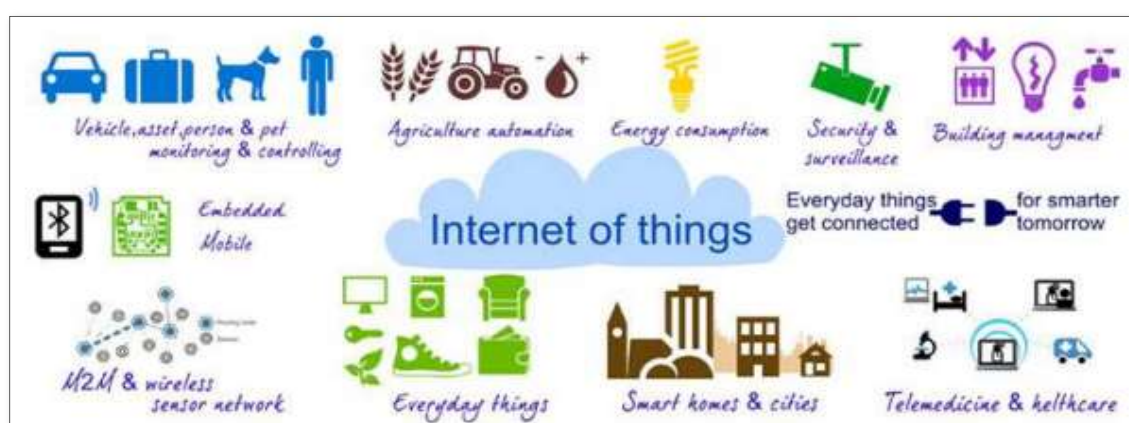 Vehicle,asset,person & pet
monitoring & controlling
Agriculture automation
Energy consumption
Security &
surveillance
Building managment
Embedded
Mobile
Internet of things
Everyday things
get connected
for smarter
tomorrow
M2M & wireless
sensor network
Everyday things
Smart homes & cities
Telemedicine & helthcare